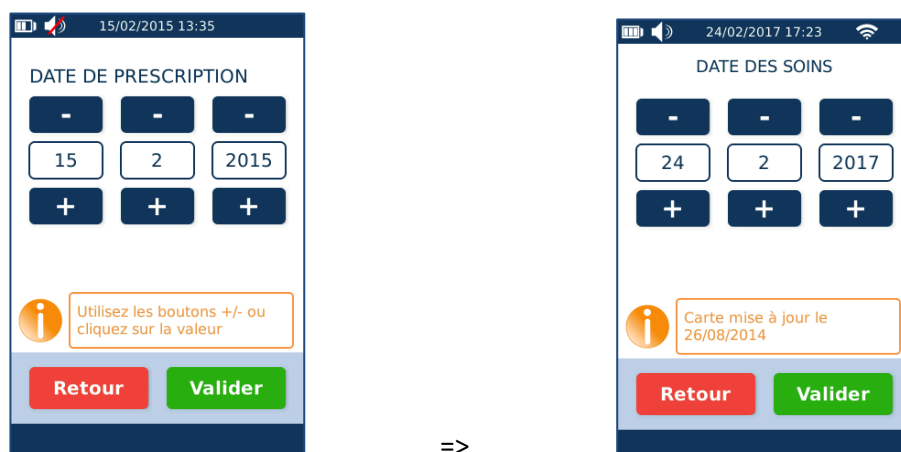 15/02/2015 13:35
DATE DE PRESCRIPTION
- - -
15 2 2015
+ + +
Utilisez les boutons +/- ou
cliquez sur la valeur
Retour Valider
=>
24/02/2017 17:23
DATE DES SOINS
- - -
24 2 2017
+ + +
Carte mise à jour le
26/08/2014
Retour Valider